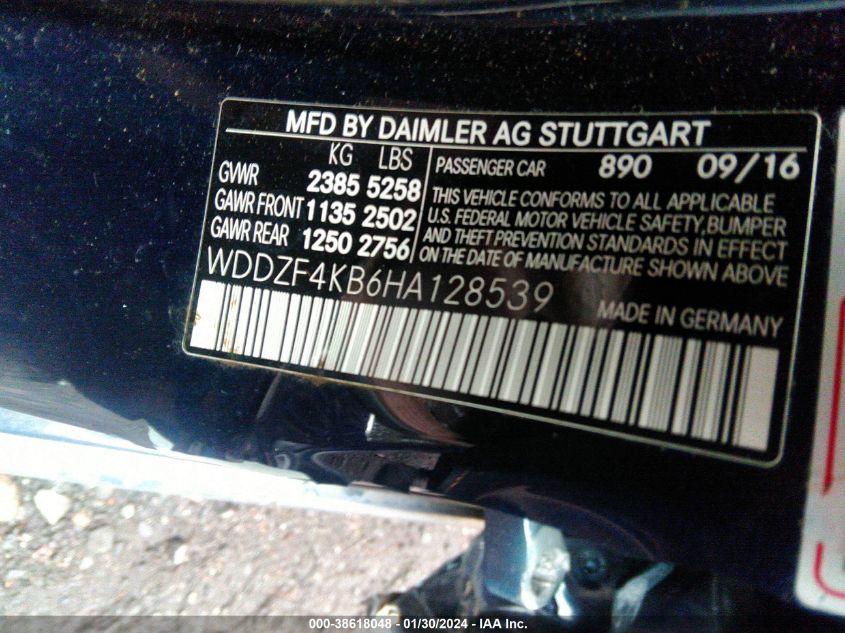 MFD BY DAIMLER AG STUTTGART
KG LBS
GVWR 2385 5258
GAWR FRONT 1135 2502
GAWR REAR 1250 2756
PASSENGER CAR 890 09/16
THIS VEHICLE CONFORMS TO ALL APPLICABLE
U.S. FEDERAL MOTOR VEHICLE SAFETY, BUMPER
AND THEFT PREVENTION STANDARDS IN EFFECT
ON THE DATE OF MANUFACTURE SHOWN ABOVE
WDDZF4KB6HA128539
MADE IN GERMANY
000-38618048 - 01/30/2024 - IAA Inc.